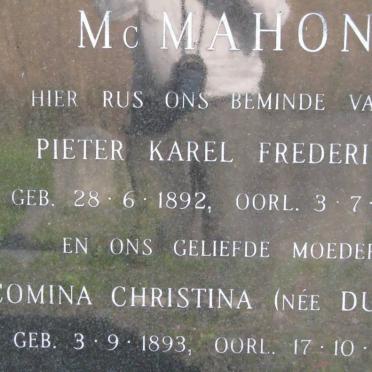 McMAHON
HIER RUS ONS BEMINDE VA
PIETER KAREL FREDERI
GEB. 28·6·1892, OORL. 3·7·
EN ONS GELIEFDE MOEDER
COMINA CHRISTINA (NÉE DU
GEB. 3·9·1893, OORL. 17·10·